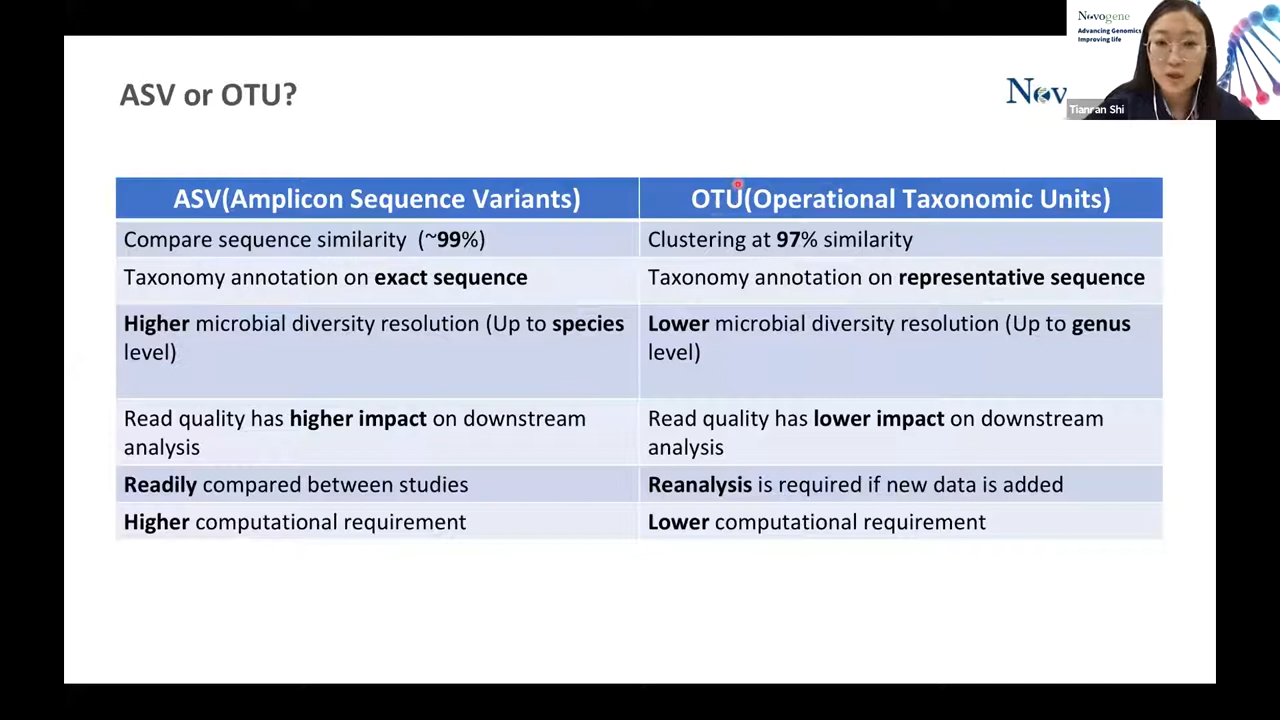 Novogene
Advancing Genomics
Improving life
ASV or OTU?
Nov
Tianran Shi
ASV(Amplicon Sequence Variants)
OTU(Operational Taxonomic Units)
Compare sequence similarity (~99%)
Clustering at 97% similarity
Taxonomy annotation on exact sequence
Taxonomy annotation on representative sequence
Higher microbial diversity resolution (Up to species
level)
Lower microbial diversity resolution (Up to genus
level)
Read quality has higher impact on downstream
analysis
Read quality has lower impact on downstream
analysis
Readily compared between studies
Reanalysis is required if new data is added
Higher computational requirement
Lower computational requirement